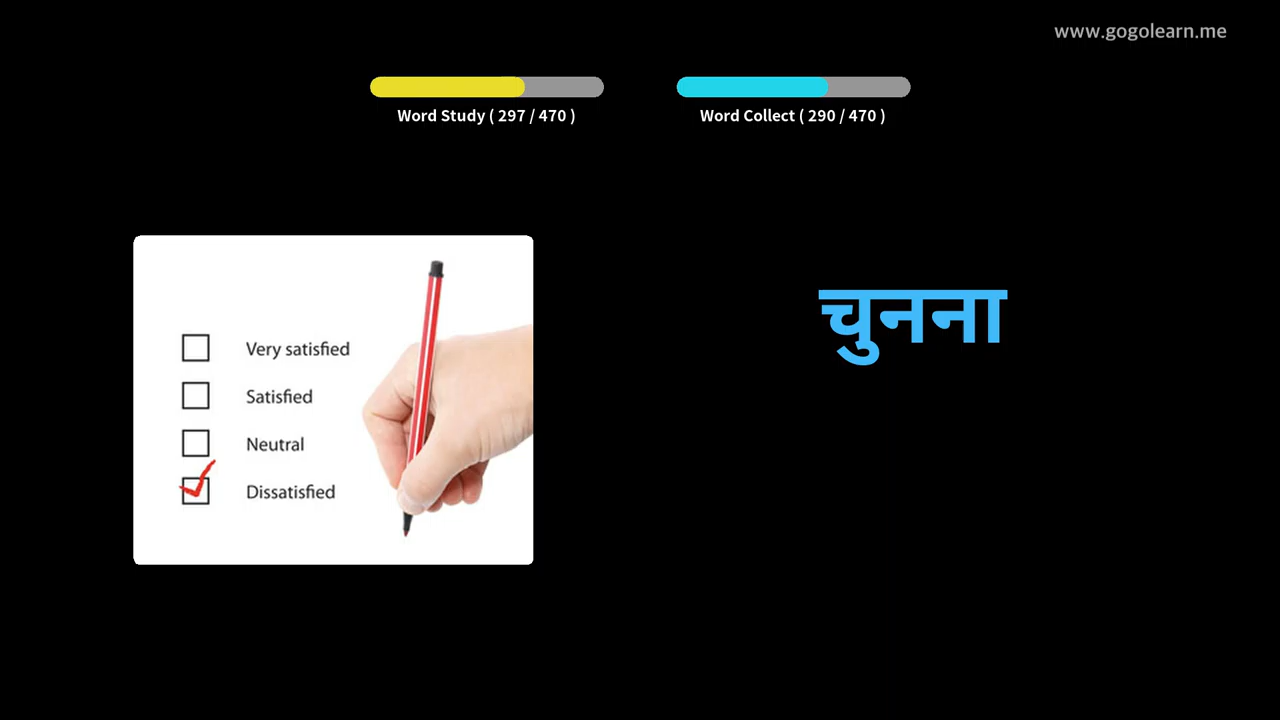 www.gogolearn.me
Word Study ( 297 / 470 )
Word Collect ( 290 / 470 )
Very satisfied
Satisfied
Neutral
Dissatisfied
चुनना